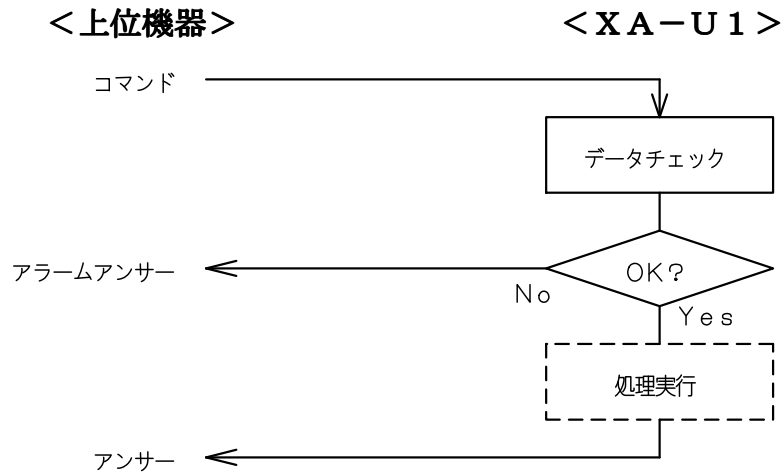 ＜上位機器＞
＜ＸＡ－Ｕ１＞
コマンド
データチェック
アラームアンサー
ＯＫ？
Ｎｏ
Ｙｅｓ
処理実行
アンサー